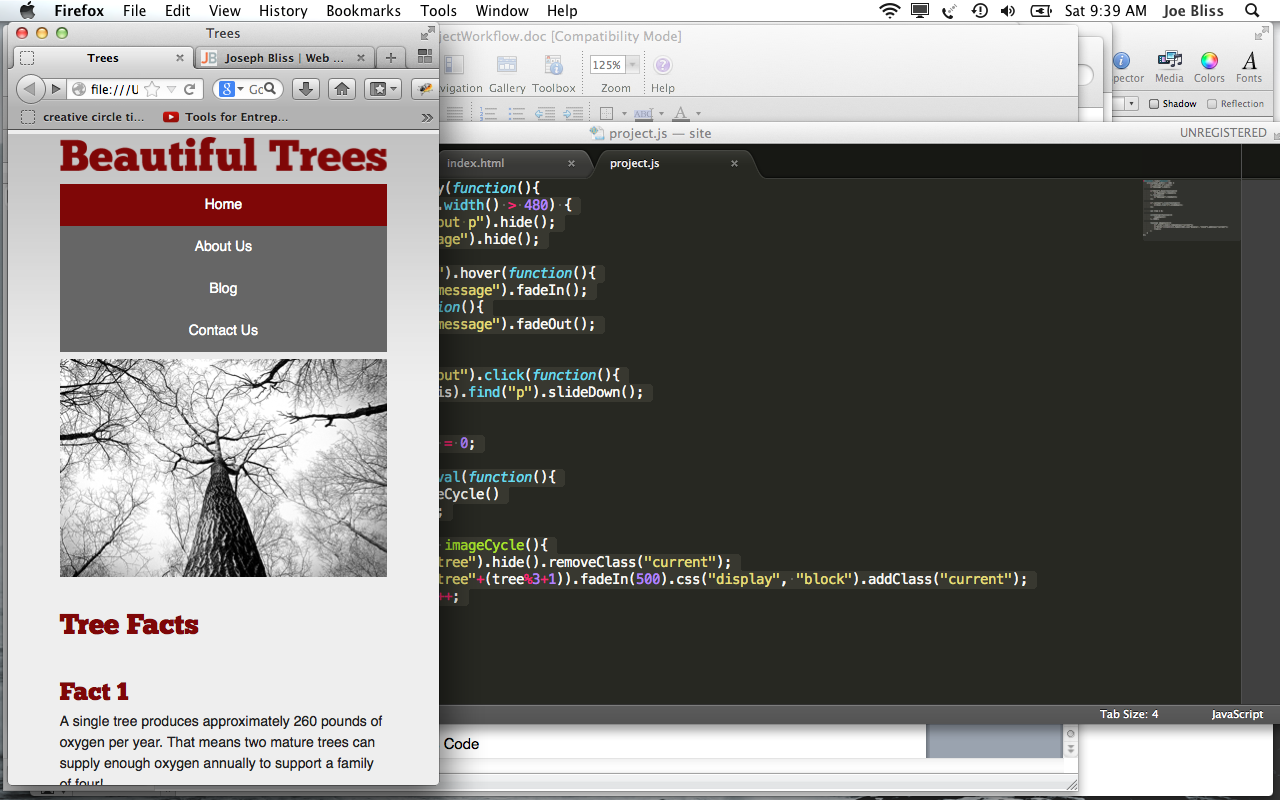 Firefox File Edit View History Bookmarks Tools Window Help Sat 9:39 AM Joe Bliss
Trees
Trees
JB Joseph Bliss | Web ...
file:///U
creative circle ti...
Tools for Entrep...
Beautiful Trees
Home
About Us
Blog
Contact Us
Tree Facts
Fact 1
A single tree produces approximately 260 pounds of
oxygen per year. That means two mature trees can
supply enough oxygen annually to support a family
of four!
jectWorkflow.doc [Compatibility Mode]
vigation Gallery Toolbox 125% Zoom Help
pector Media Colors Fonts
Shadow Reflection
project.js — site UNREGISTERED
index.html project.js
y(function(){
.width() > 480) {
out p").hide();
age").hide();
").hover(function(){
message").fadeIn();
ion(){
message").fadeOut();
out").click(function(){
is).find("p").slideDown();
= 0;
val(function(){
eCycle()
;
imageCycle(){
tree").hide().removeClass("current");
tree"+(tree%3+1)).fadeIn(500).css("display", "block").addClass("current");
++;
Tab Size: 4 JavaScript
Code